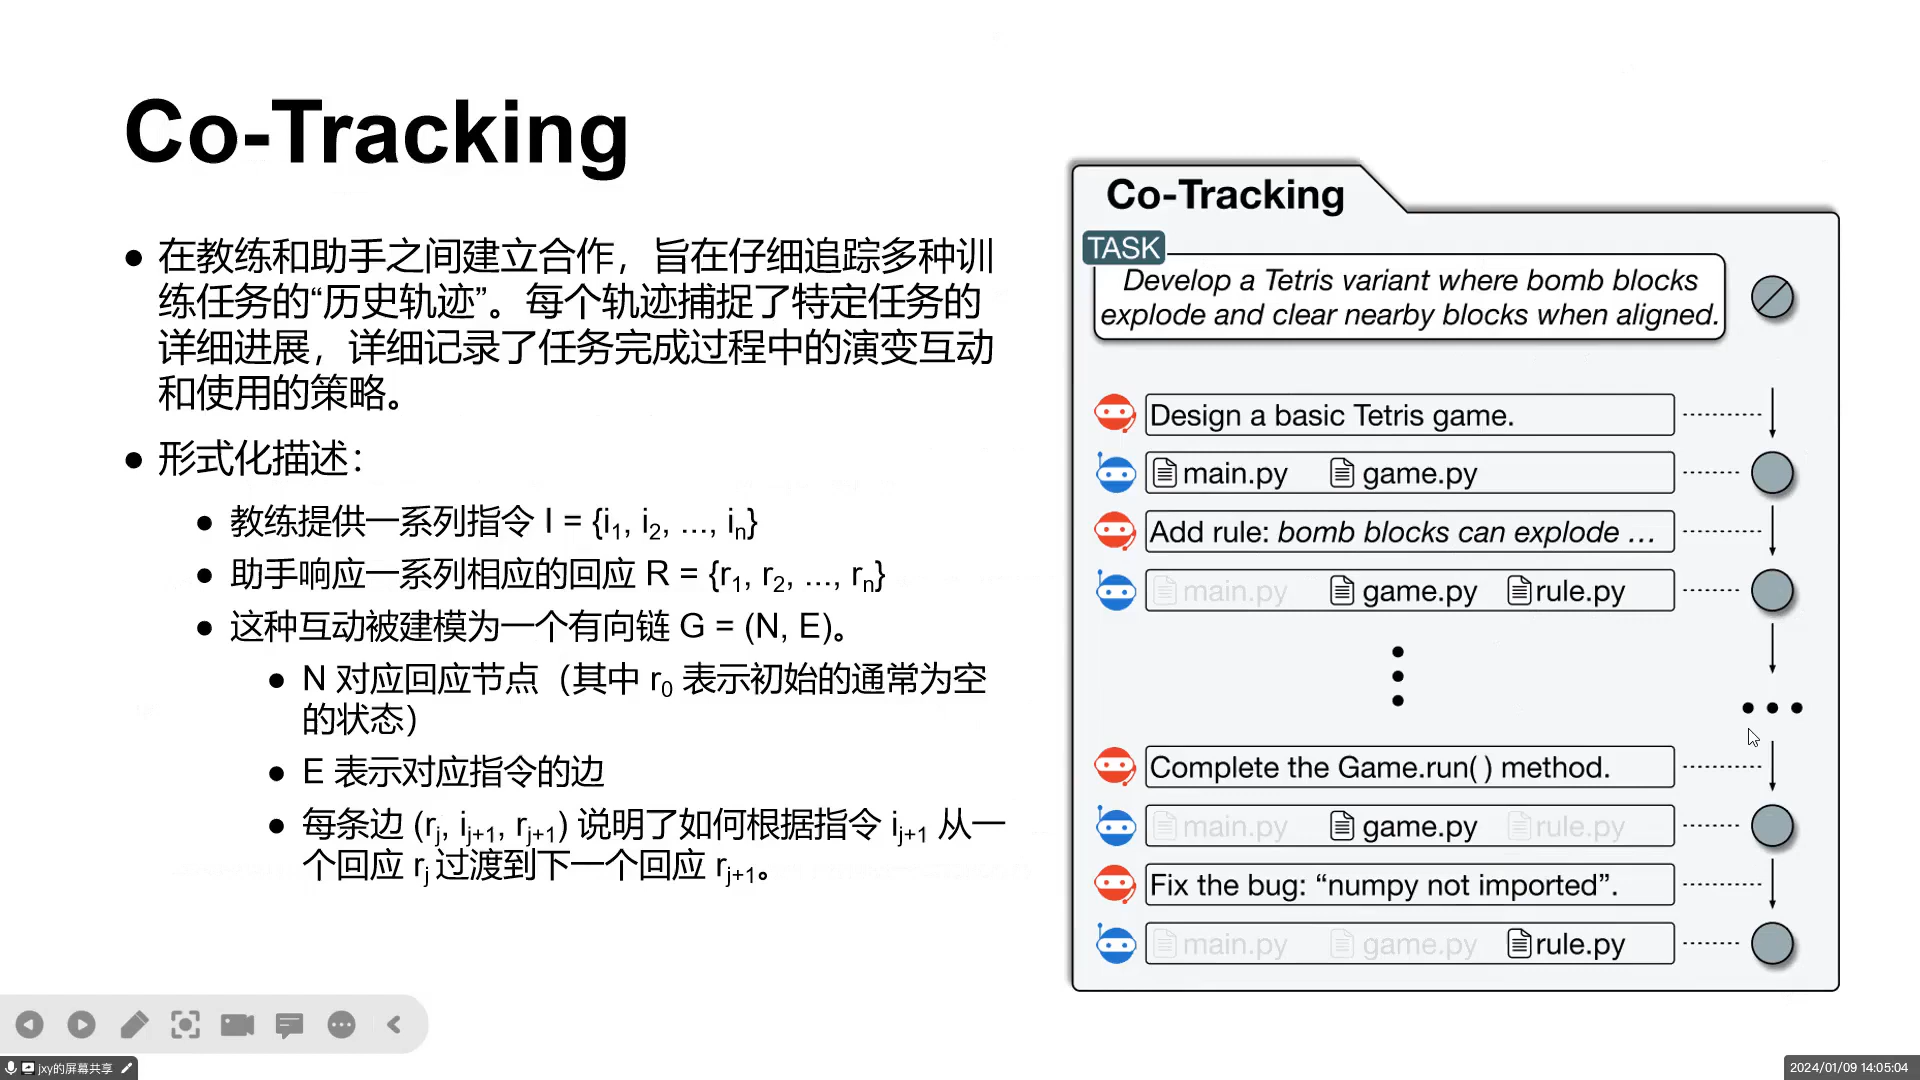 Co-Tracking
在教练和助手之间建立合作，旨在仔细追踪多种训
练任务的“历史轨迹”。每个轨迹捕捉了特定任务的
详细进展，详细记录了任务完成过程中的演变互动
和使用的策略。
形式化描述：
教练提供一系列指令 I = {i1, i2, ..., in}
助手响应一系列相应的回应 R = {r1, r2, ..., rn}
这种互动被建模为一个有向链 G = (N, E)。
N 对应回应节点（其中 r0 表示初始的通常为空
的状态）
E 表示对应指令的边
每条边 (rj, ij+1, rj+1) 说明了如何根据指令 ij+1 从一
个回应 rj 过渡到下一个回应 rj+1。
Co-Tracking
TASK
Develop a Tetris variant where bomb blocks
explode and clear nearby blocks when aligned.
Design a basic Tetris game.
main.py game.py
Add rule: bomb blocks can explode ...
main.py game.py rule.py
Complete the Game.run() method.
main.py game.py rule.py
Fix the bug: “numpy not imported”.
main.py game.py rule.py
jxy的屏幕共享
2024/01/09 14:05:04